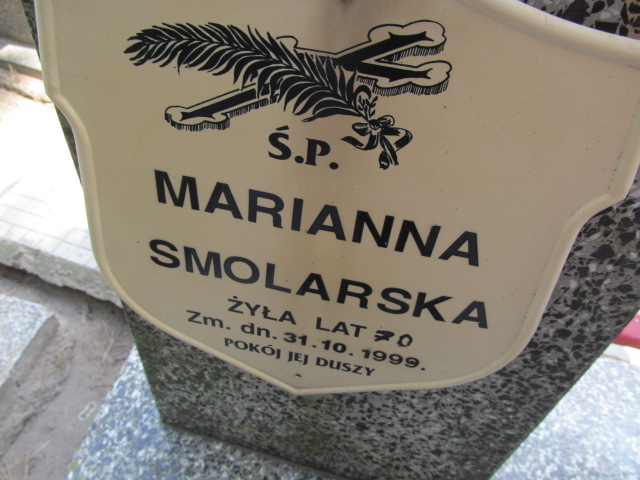 Ś.P.
MARIANNA
SMOLARSKA
ŻYŁA LAT 70
Zm. dn. 31.10.1999.
POKÓJ JEJ DUSZY